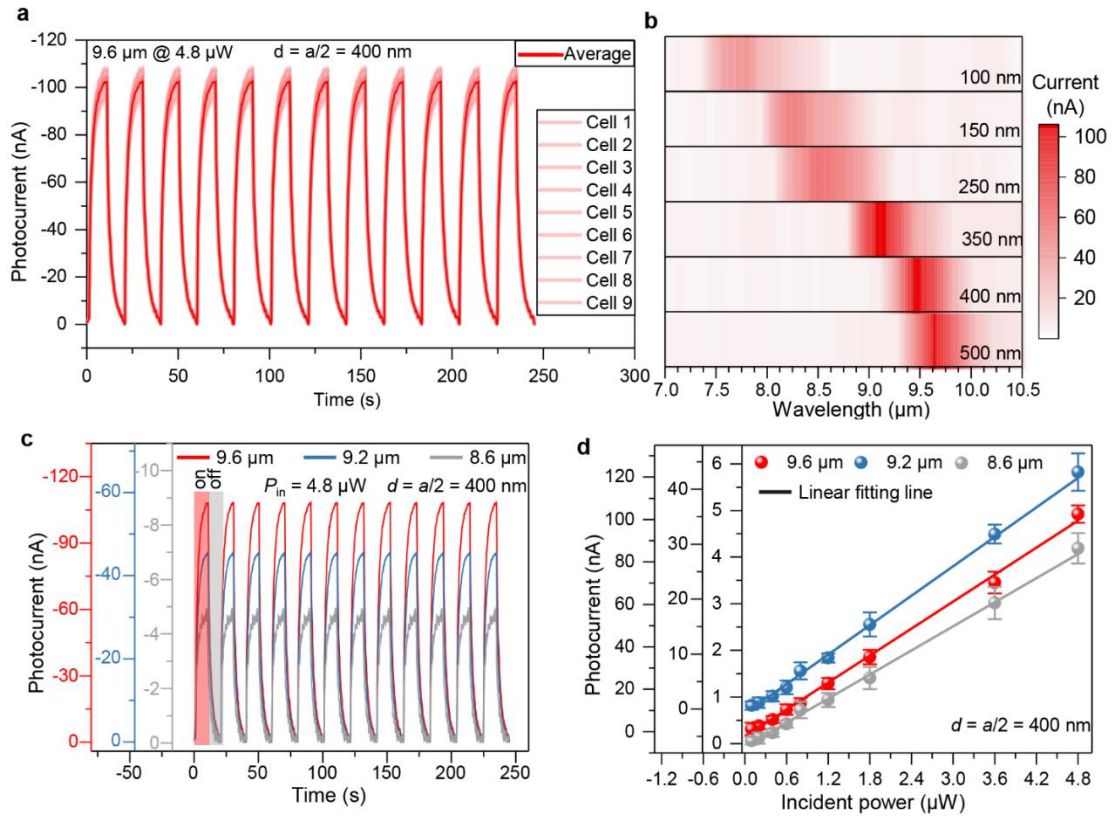 a
9.6 μm @ 4.8 μW
d = a/2 = 400 nm
Average
Cell 1
Cell 2
Cell 3
Cell 4
Cell 5
Cell 6
Cell 7
Cell 8
Cell 9
-120
-100
-80
-60
-40
-20
0
Photocurrent (nA)
0 50 100 150 200 250 300
Time (s)
b
100 nm
150 nm
250 nm
350 nm
400 nm
500 nm
7.0 7.5 8.0 8.5 9.0 9.5 10.0 10.5
Wavelength (μm)
Current
(nA)
100
80
60
40
20
c
9.6 μm 9.2 μm 8.6 μm
on
off
Pin = 4.8 μW
d = a/2 = 400 nm
-120
-90
-60
-30
0
-60
-40
-20
0
-10
-8
-6
-4
-2
0
Photocurrent (nA)
-50 0 50 100 150 200 250
Time (s)
d
9.6 μm 9.2 μm 8.6 μm
Linear fitting line
d = a/2 = 400 nm
120
100
80
60
40
20
0
40
30
20
10
0
6
5
4
3
2
1
0
Photocurrent (nA)
-1.2 -0.6 0.0 0.6 1.2 1.8 2.4 3.0 3.6 4.2 4.8
Incident power (μW)